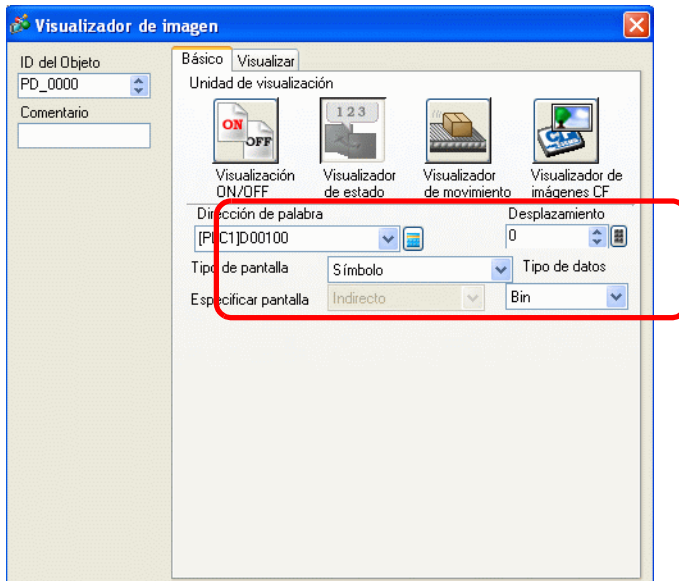 Visualizador de imagen
ID del Objeto
PD_0000
Comentario
Básico Visualizar
Unidad de visualización
ON
OFF
Visualización
ON/OFF
123
Visualizador
de estado
Visualizador
de movimiento
CF
Visualizador de
imágenes CF
Dirección de palabra
[PLC1]D00100
Desplazamiento
0
Tipo de pantalla Símbolo Tipo de datos
Especificar pantalla Indirecto Bin